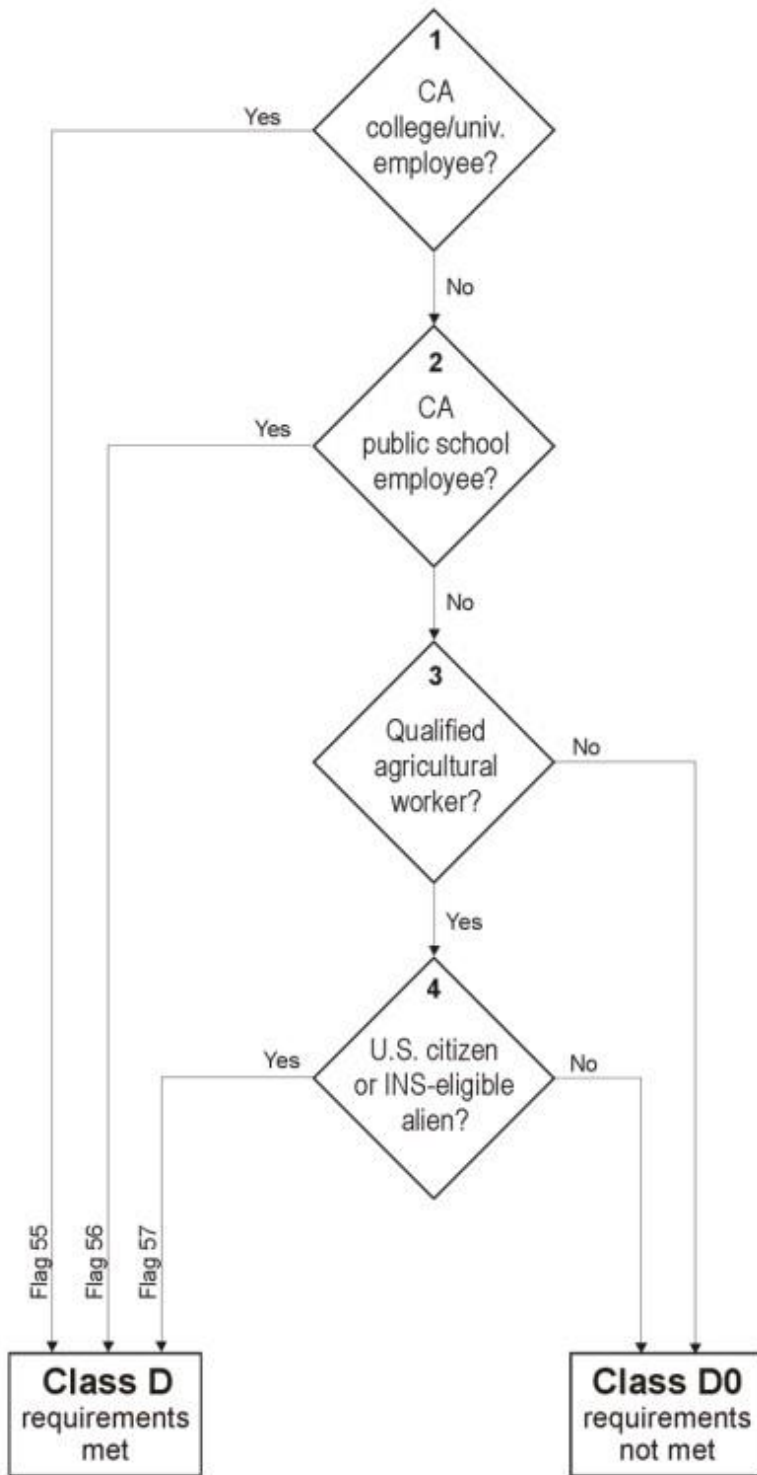 1
CA
college/univ.
employee?
Yes
No
2
CA
public school
employee?
Yes
No
3
Qualified
agricultural
worker?
No
Yes
4
U.S. citizen
or INS-eligible
alien?
Yes
No
Flag 55
Flag 56
Flag 57
Class D
requirements
met
Class D0
requirements
not met